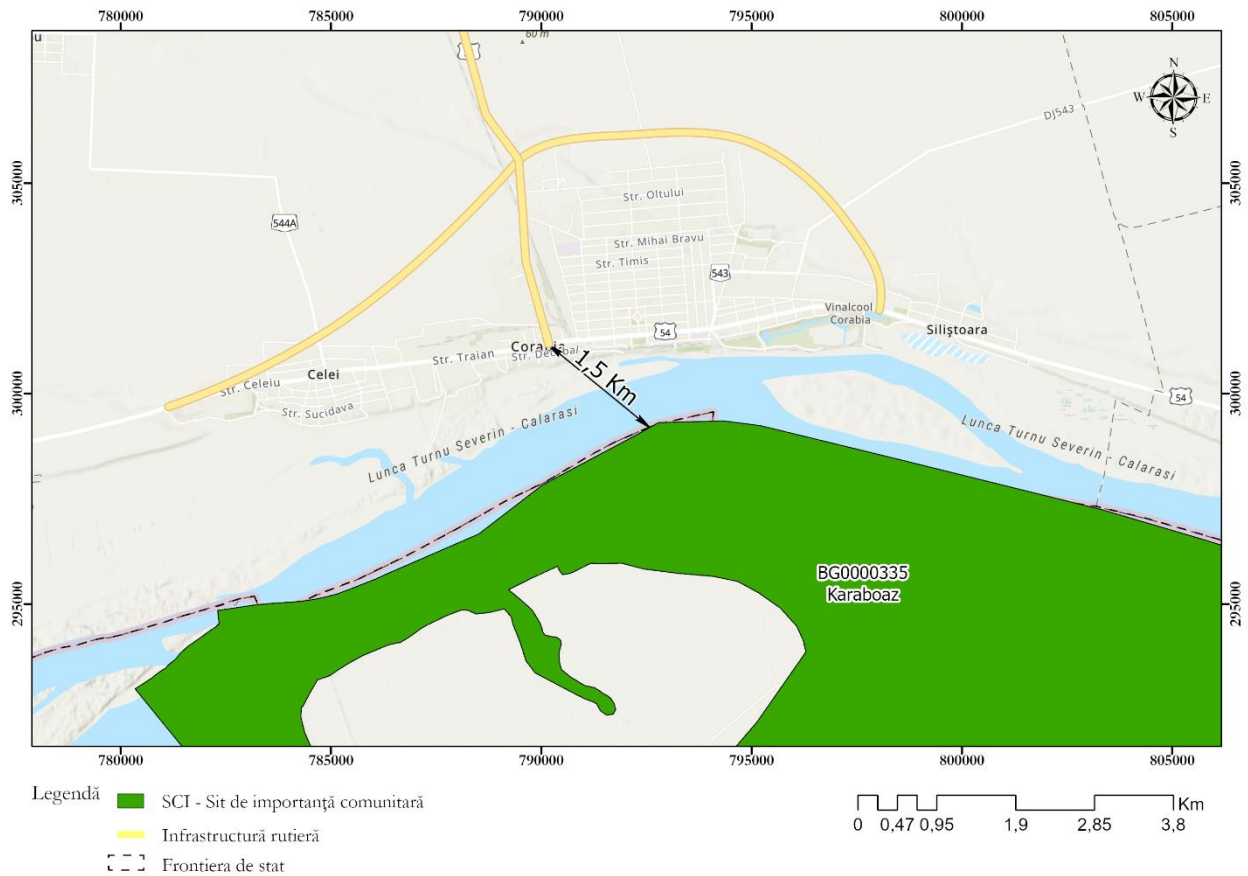 780000 785000 790000 795000 800000 805000
u
60 m
N
W E
S
DJ543
305000 305000
Str. Oltului
544A
Str. Mihai Bravu
Str. Timis
543
Vinalcool
Corabia
Siliștoara
54
Corabia
Str. Decebal
Str. Traian
Celei
Str. Celeiu
Str. Sucidava
1,5 Km
300000 300000
54
Lunca Turnu Severin - Calarasi
Lunca Turnu Severin - Calarasi
BG0000335
Karaboaz
295000 295000
780000 785000 790000 795000 800000 805000
Legendă
SCI - Sit de importanță comunitară
Infrastructură rutieră
Frontiera de stat
Km
0 0,47 0,95 1,9 2,85 3,8